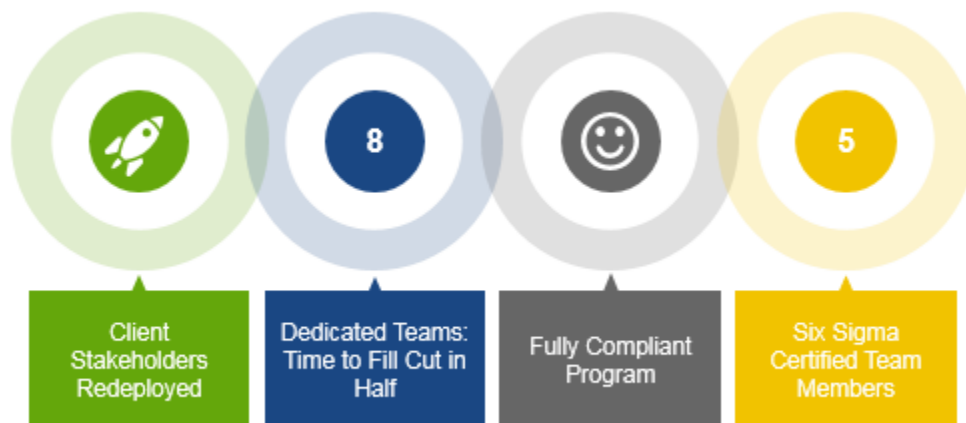 8
5
Client
Stakeholders
Redeployed
Dedicated Teams:
Time to Fill Cut in
Half
Fully Compliant
Program
Six Sigma
Certified Team
Members